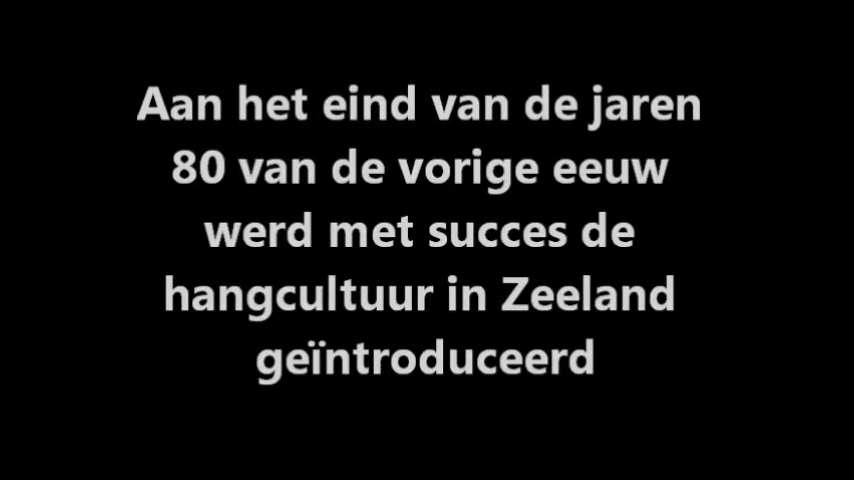 Aan het eind van de jaren
80 van de vorige eeuw
werd met succes de
hangcultuur in Zeeland
geïntroduceerd